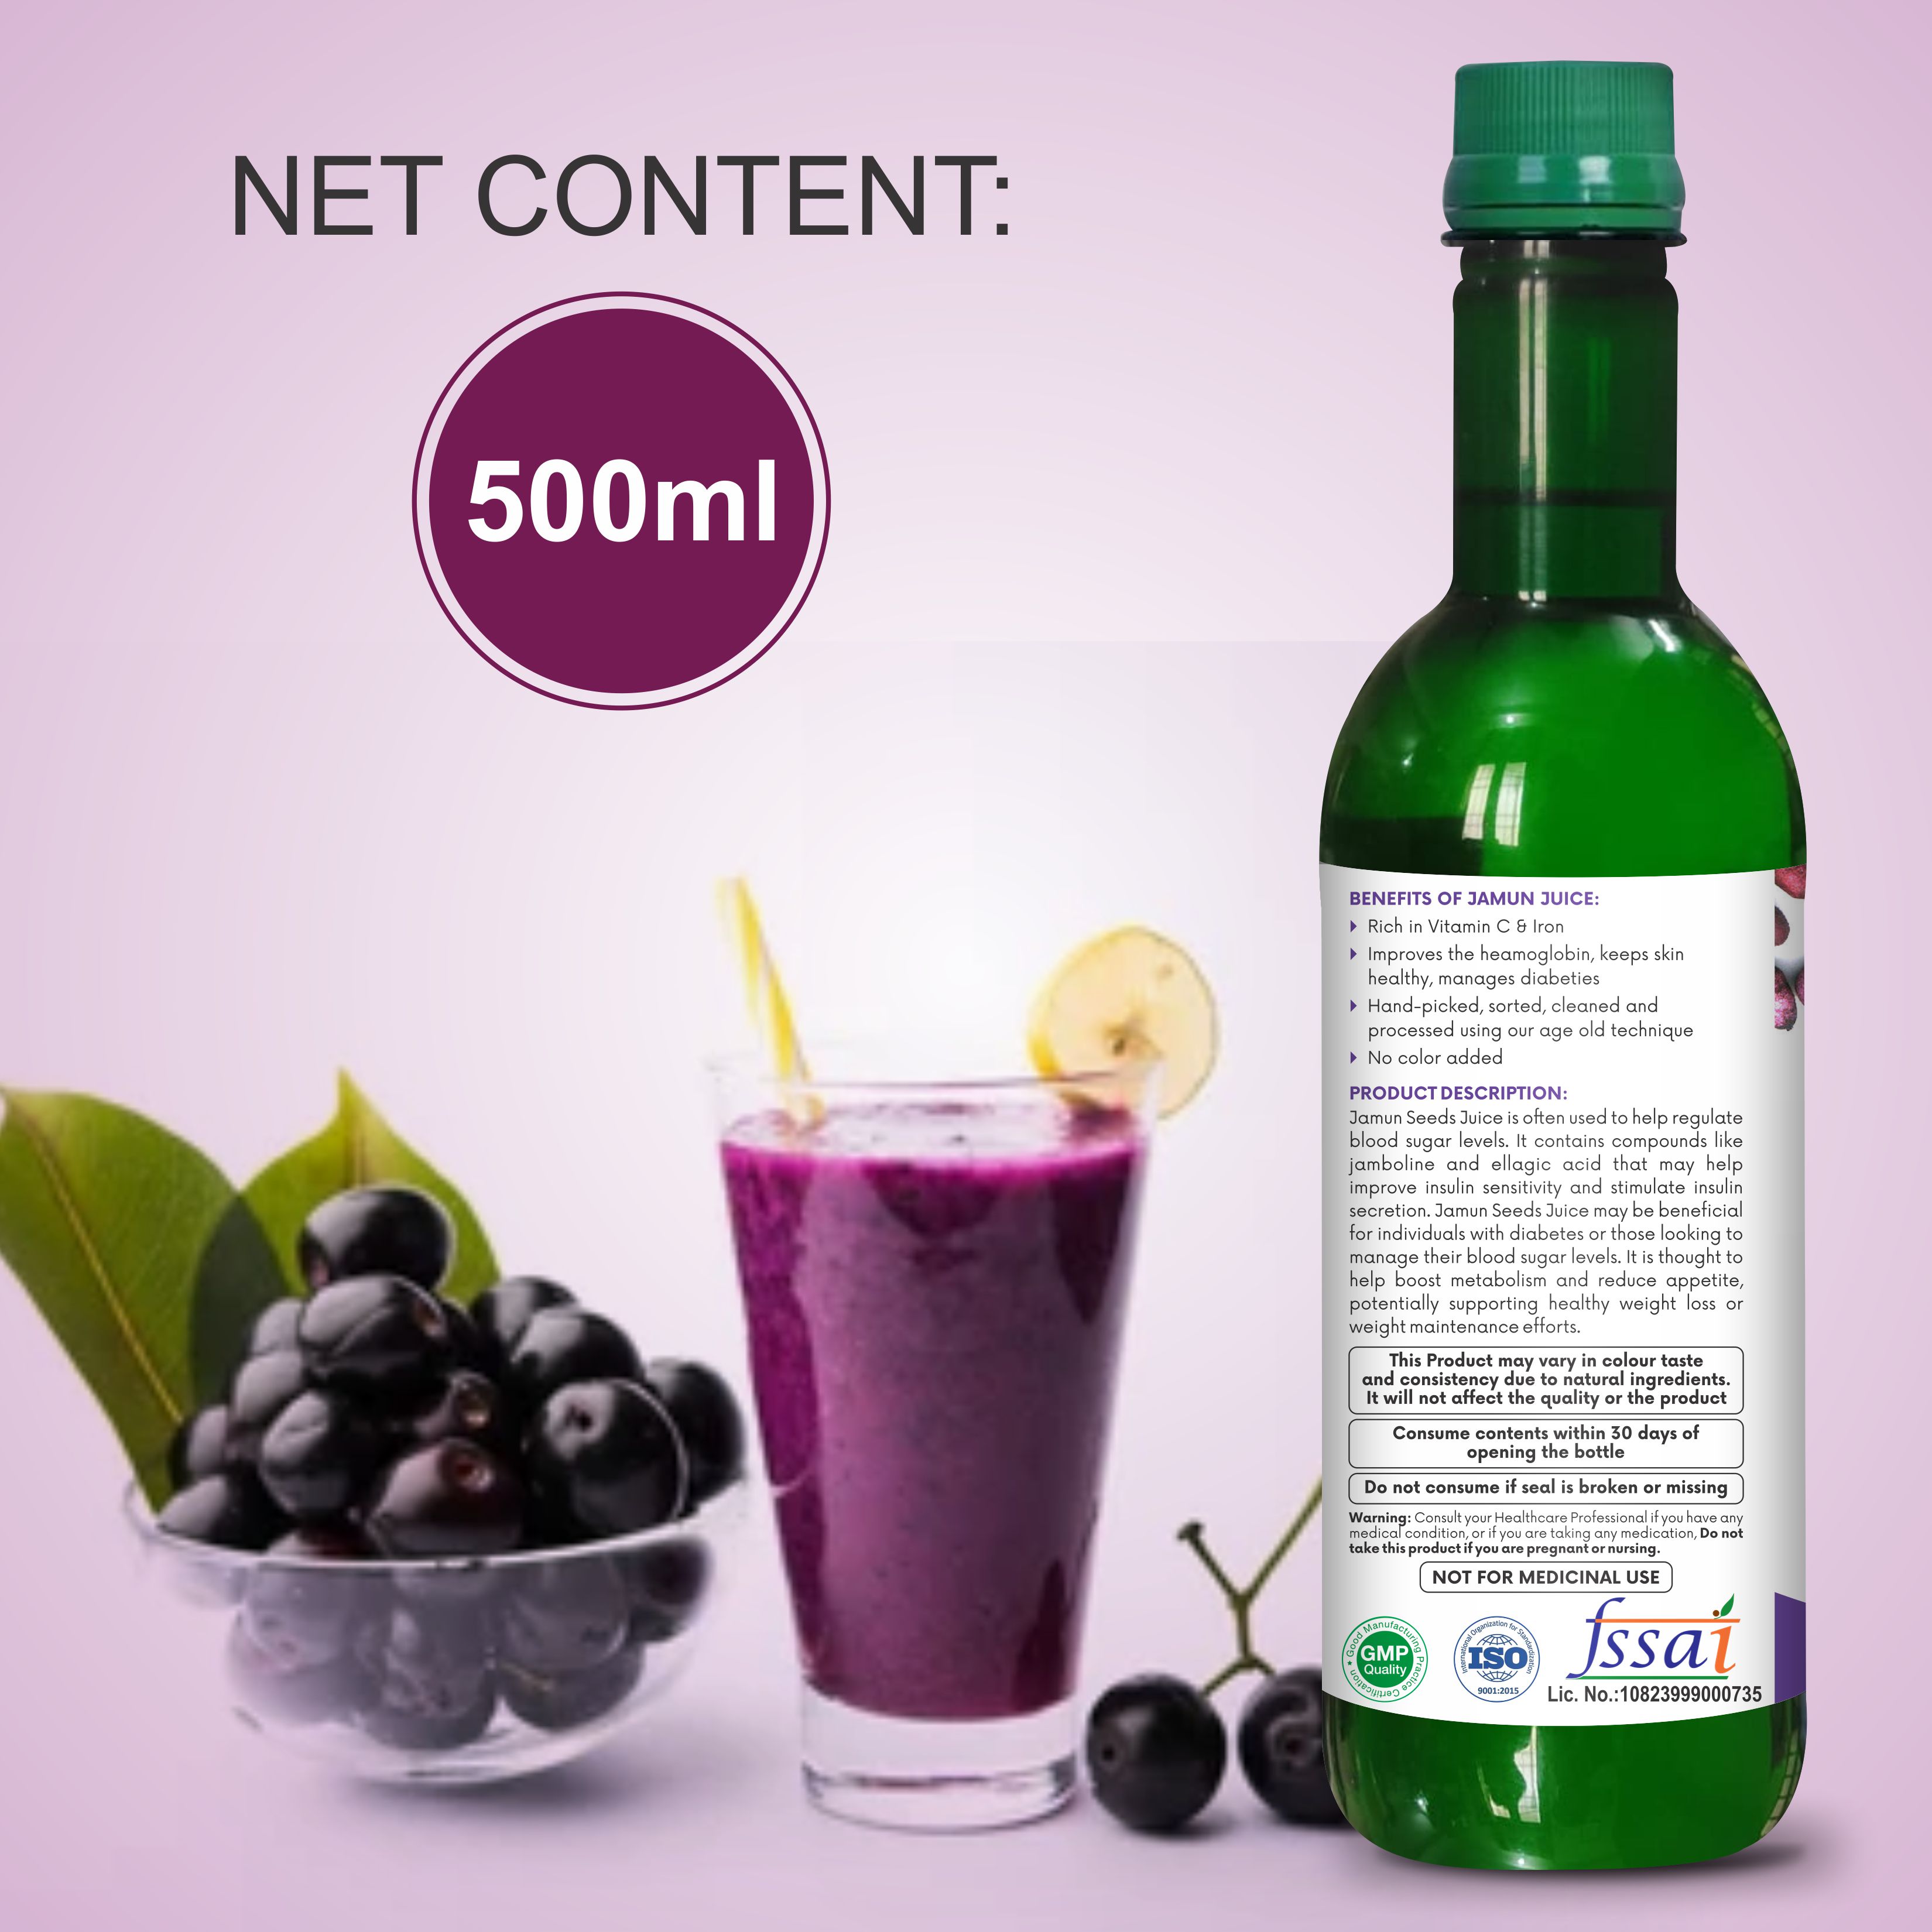 NET CONTENT:
500ml
BENEFITS OF JAMUN JUICE:
Rich in Vitamin C & Iron
Improves the heamoglobin, keeps skin
healthy, manages diabeties
Hand-picked, sorted, cleaned and
processed using our age old technique
No color added
PRODUCT DESCRIPTION:
Jamun Seeds Juice is often used to help regulate
blood sugar levels. It contains compounds like
jamboline and ellagic acid that may help
improve insulin sensitivity and stimulate insulin
secretion. Jamun Seeds Juice may be beneficial
for individuals with diabetes or those looking to
manage their blood sugar levels. It is thought to
help boost metabolism and reduce appetite,
potentially supporting healthy weight loss or
weight maintenance efforts.
This Product may vary in colour taste
and consistency due to natural ingredients.
It will not affect the quality or the product
Consume contents within 30 days of
opening the bottle
Do not consume if seal is broken or missing
Warning: Consult your Healthcare Professional if you have any
medical condition, or if you are taking any medication, Do not
take this product if you are pregnant or nursing.
NOT FOR MEDICINAL USE
Good Manufacturing
GMP
Quality
Practice Certification
International Organization for Standardization
ISO
9001:2015
fssai
Lic. No.:10823999000735